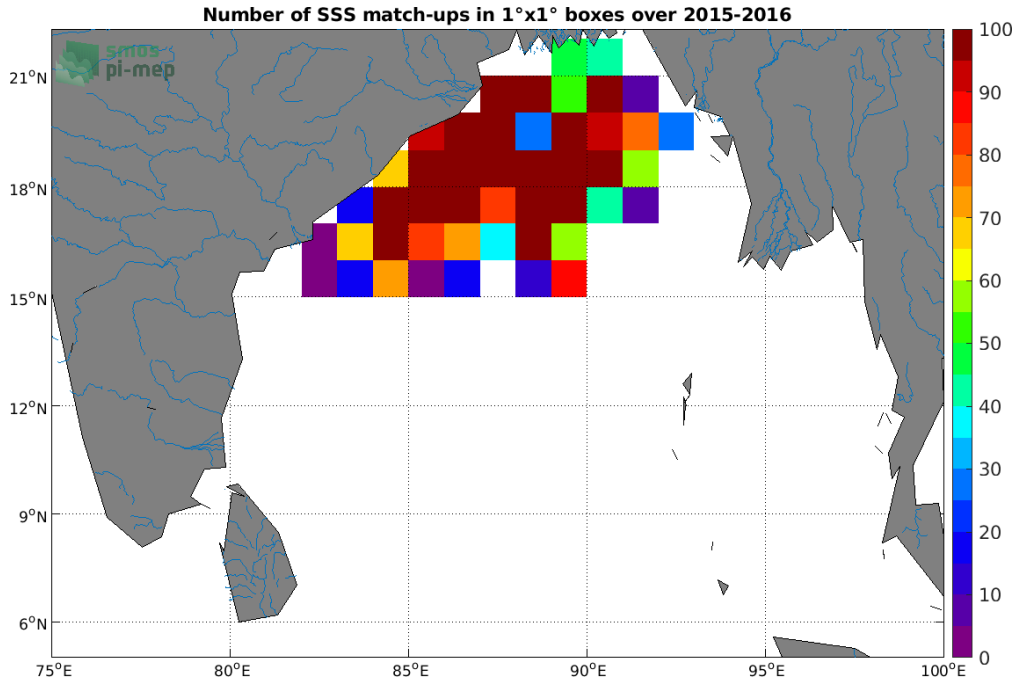 Number of SSS match-ups in 1°x1° boxes over 2015-2016
smos
pi-mep
21°N
18°N
15°N
12°N
9°N
6°N
75°E
80°E
85°E
90°E
95°E
100°E
100
90
80
70
60
50
40
30
20
10
0